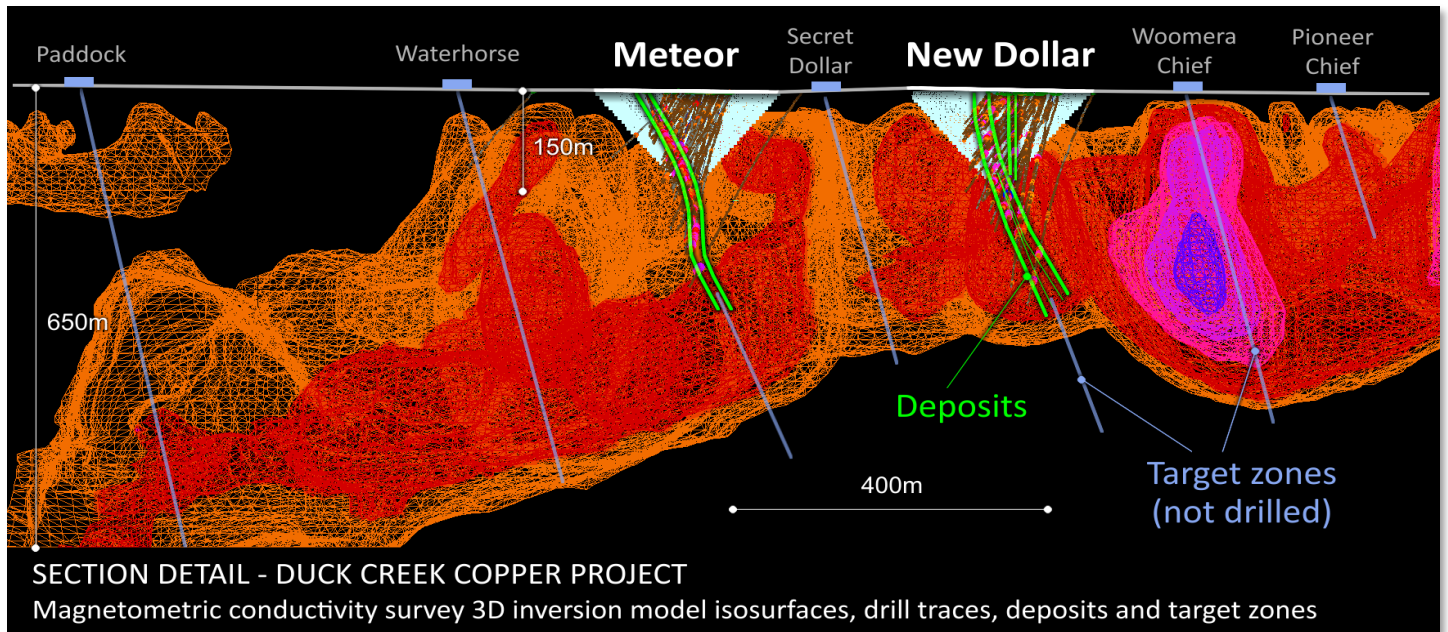 Paddock
Waterhorse
Meteor
Secret
Dollar
New Dollar
Woomera
Chief
Pioneer
Chief
150m
650m
Deposits
400m
Target zones
(not drilled)
SECTION DETAIL - DUCK CREEK COPPER PROJECT
Magnetometric conductivity survey 3D inversion model isosurfaces, drill traces, deposits and target zones